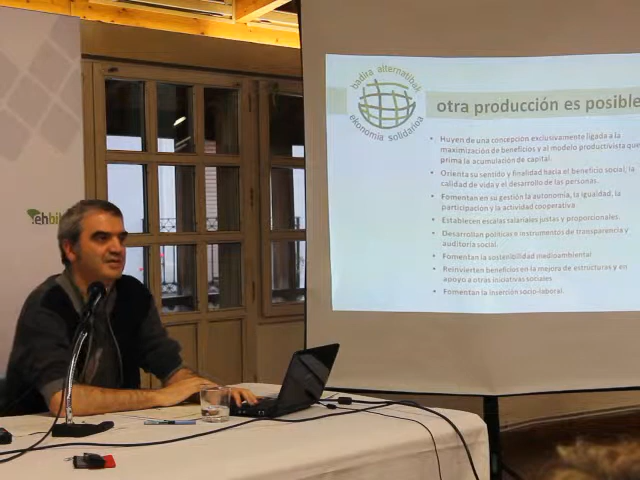 badira alternatibak
ekonomia solidarioa
otra producción es posible
Huyen de una concepción exclusivamente ligada a la
maximización de beneficios y al modelo productivista que
prima la acumulación de capital.
Orienta su sentido y finalidad hacia el beneficio social, la
calidad de vida y el desarrollo de las personas.
Fomentan en su gestión la autonomía, la igualdad, la
participacion y la actividad cooperativa
Establecen escalas salariales justas y proporcionales.
Desarrollan políticas e instrumentos de transparencia y
auditoría social.
Fomentan la sostenibilidad medioambiental
Reinvierten beneficios en la mejora de estructuras y en
apoyo a otras iniciativas sociales
Fomentan la inserción socio-laboral.
ehbil